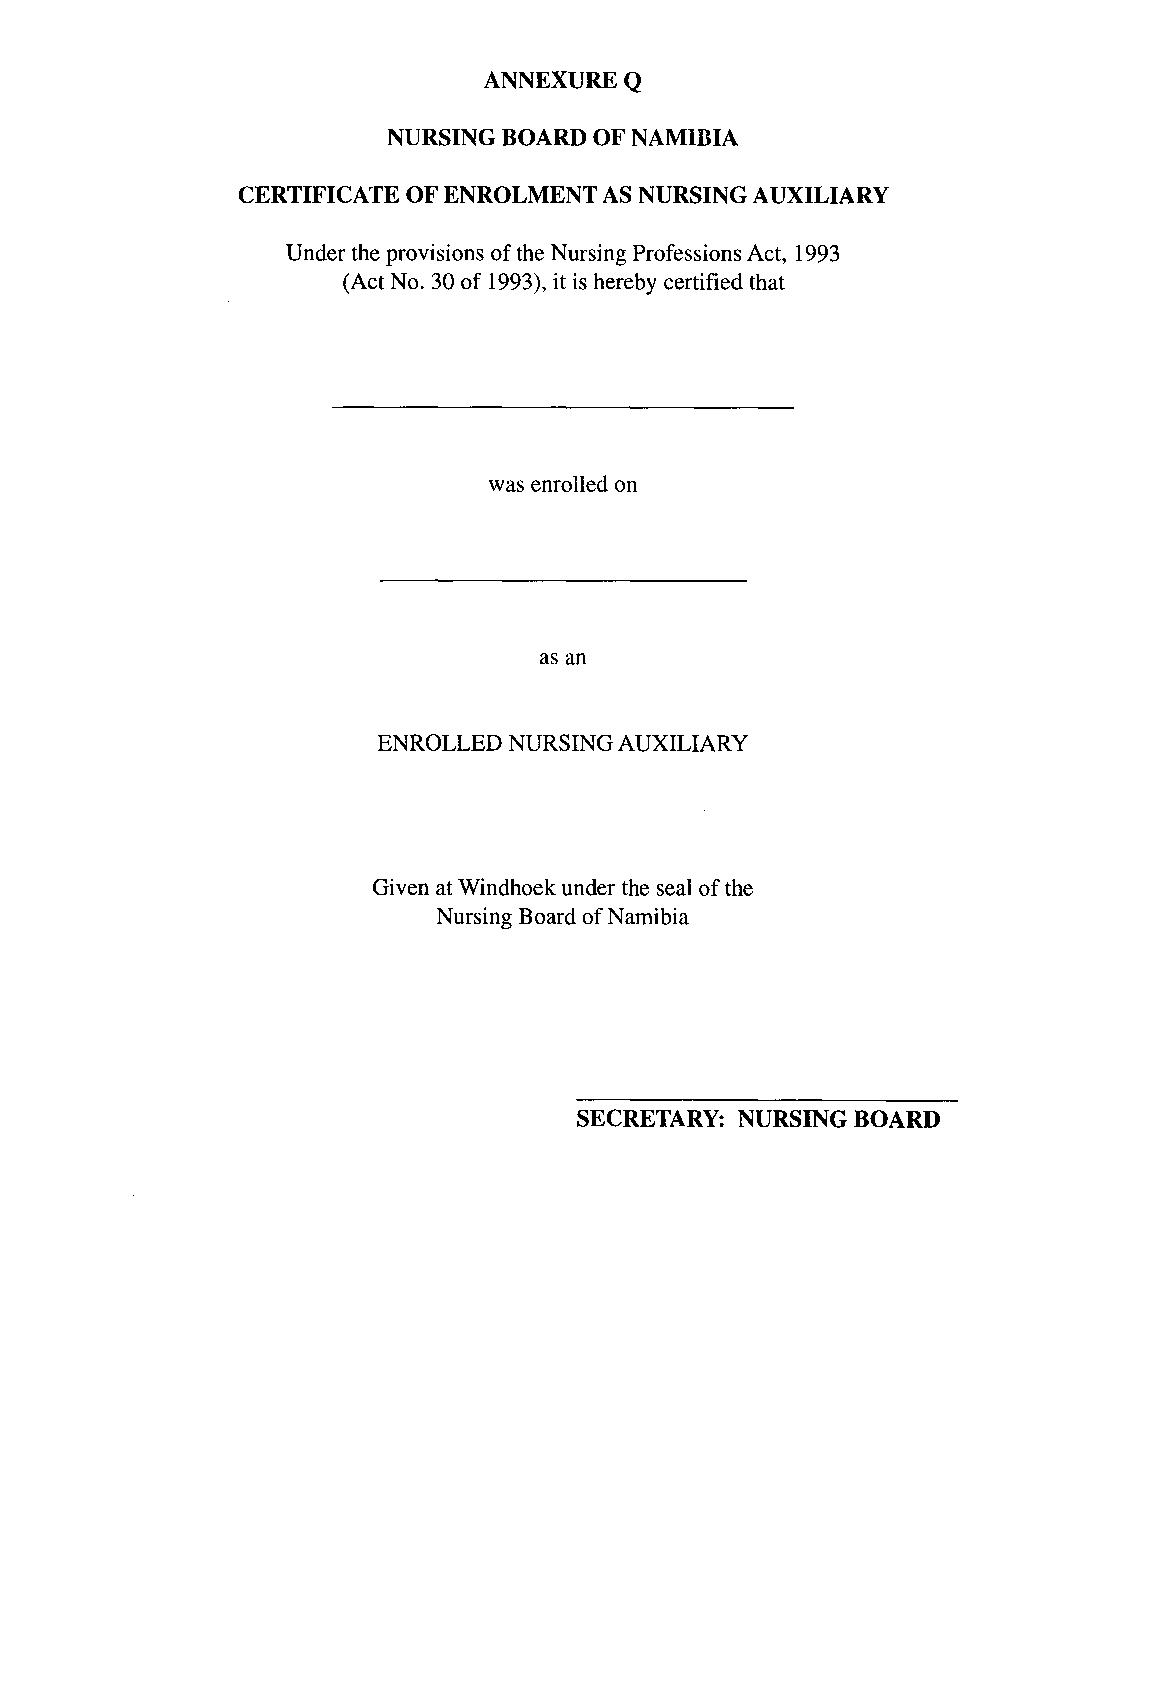 ANNEXURE Q
NURSING BOARD OF NAMIBIA
CERTIFICATE OF ENROLMENT AS NURSING AUXILIARY
Under the provisions of the Nursing Professions Act, 1993
(Act No. 30 of 1993), it is hereby certified that
was enrolled on
as an
ENROLLED NURSING AUXILIARY
Given at Windhoek under the seal of the
Nursing Board of Namibia
SECRETARY: NURSING BOARD